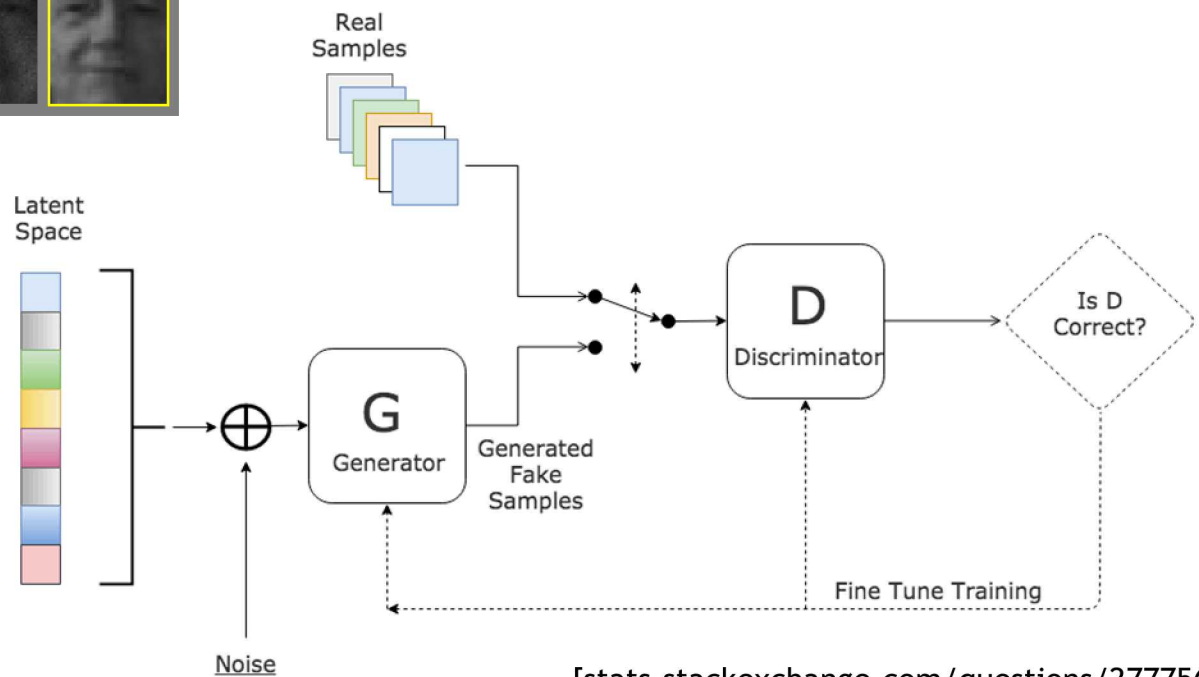 Real
Samples
Latent
Space
D
Discriminator
Is D
Correct?
G
Generator
Generated
Fake
Samples
Fine Tune Training
Noise